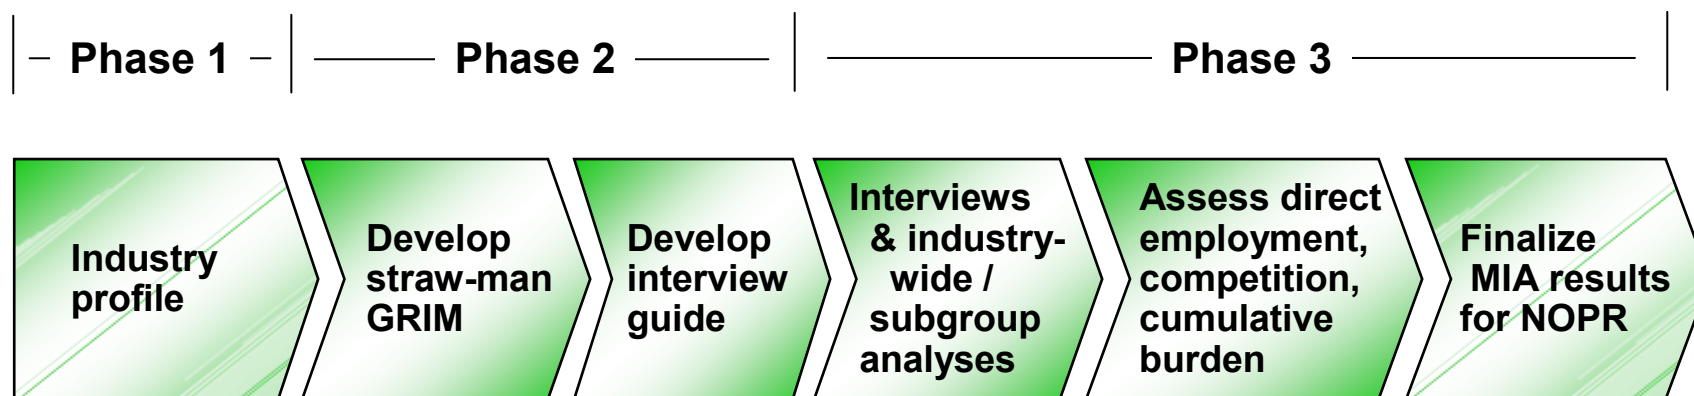 Phase 1
Phase 2
Phase 3
Industry
profile
Develop
straw-man
GRIM
Develop
interview
guide
Interviews
& industry-
wide /
subgroup
analyses
Assess direct
employment,
competition,
cumulative
burden
Finalize
MIA results
for NOPR